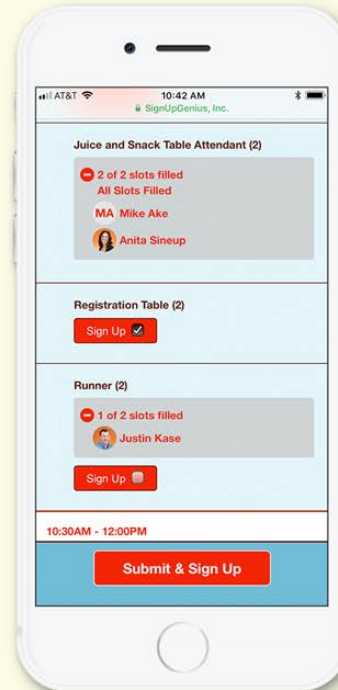 AT&T 10:42 AM
SignUpGenius, Inc.
Juice and Snack Table Attendant (2)
2 of 2 slots filled
All Slots Filled
MA Mike Ake
Anita Sineup
Registration Table (2)
Sign Up
Runner (2)
1 of 2 slots filled
Justin Kase
Sign Up
10:30AM - 12:00PM
Submit & Sign Up